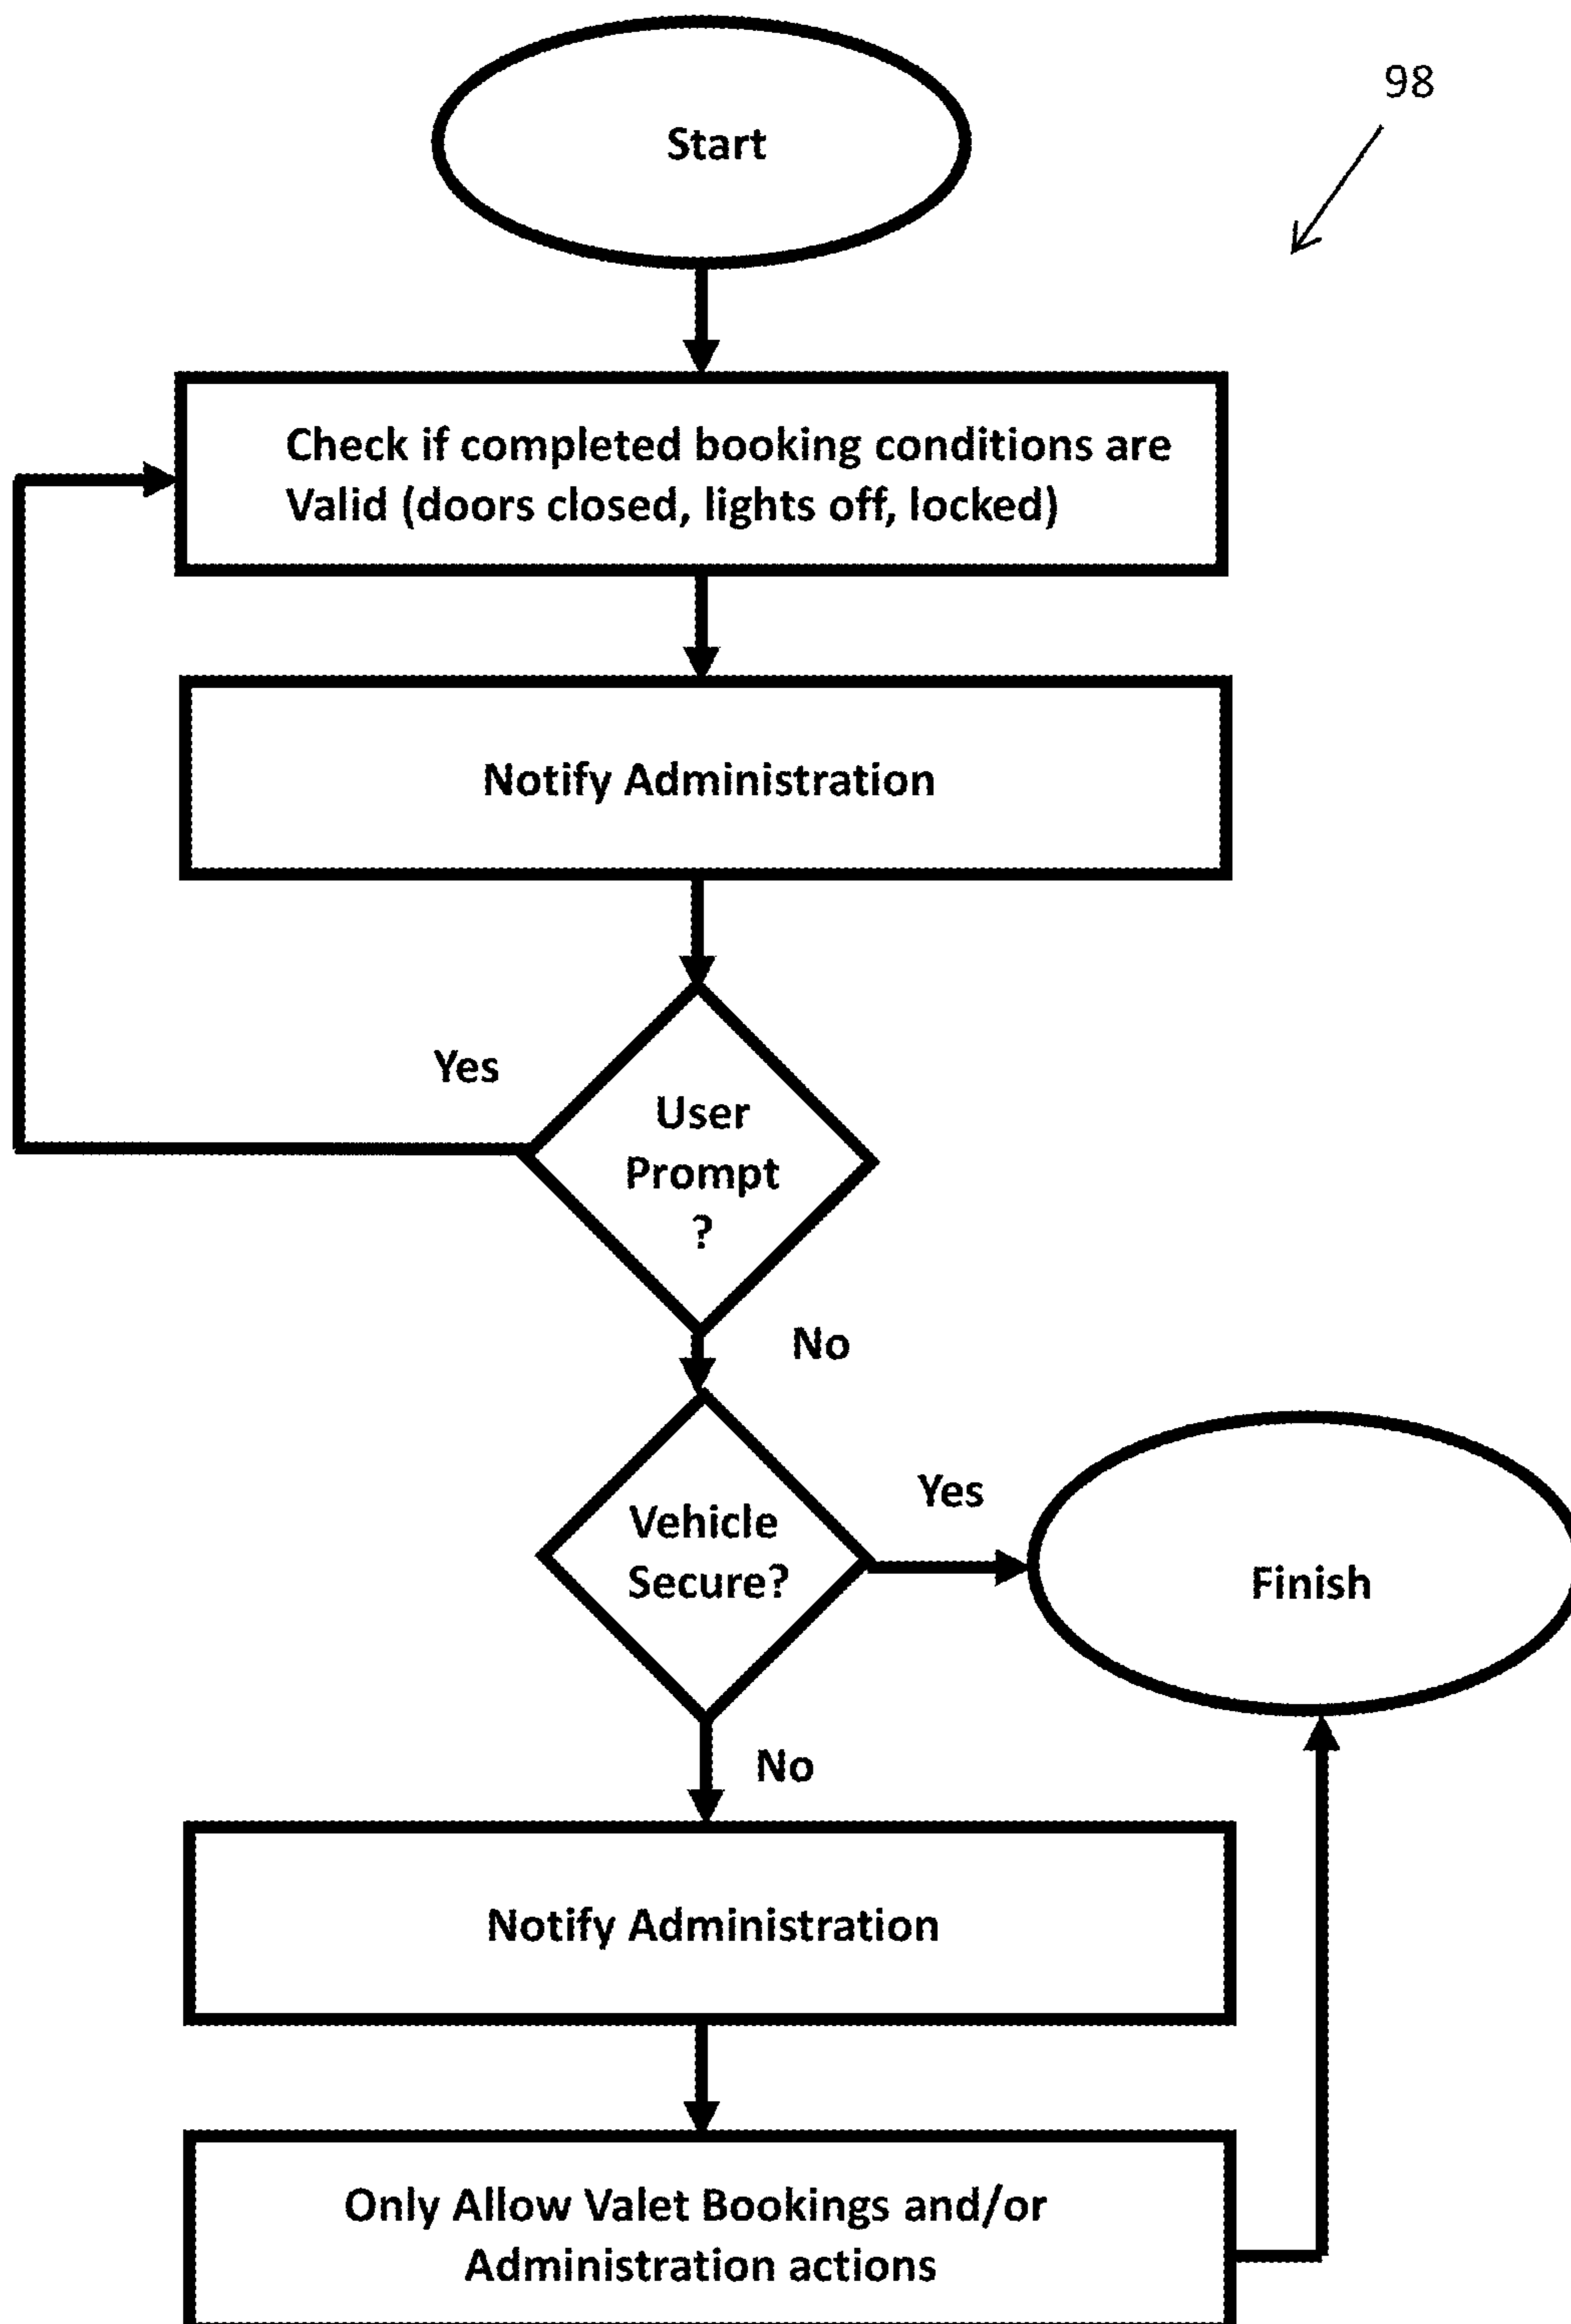 Start
98
Check if completed booking conditions are
Valid (doors closed, lights off, locked)
Notify Administration
Yes
User
Prompt
?
No
Vehicle
Secure?
Yes
Finish
No
Notify Administration
Only Allow Valet Bookings and/or
Administration actions